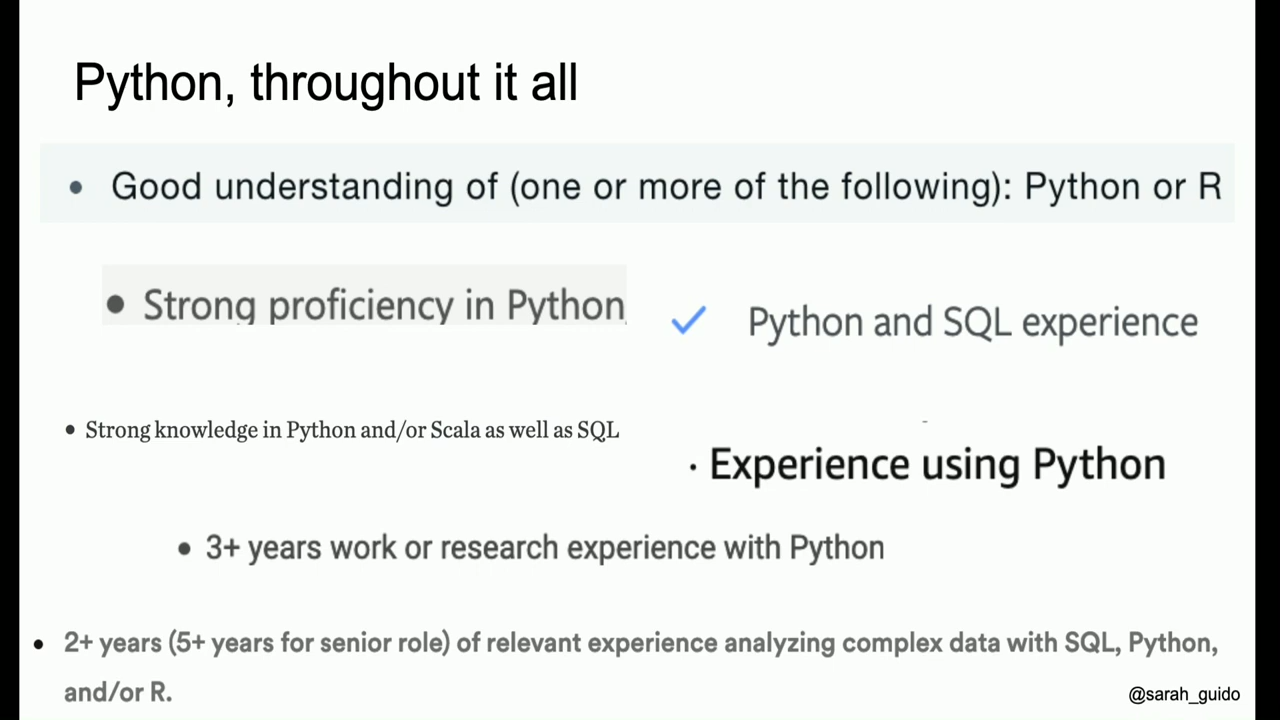 Python, throughout it all
• Good understanding of (one or more of the following): Python or R
• Strong proficiency in Python
✓ Python and SQL experience
• Strong knowledge in Python and/or Scala as well as SQL
· Experience using Python
• 3+ years work or research experience with Python
• 2+ years (5+ years for senior role) of relevant experience analyzing complex data with SQL, Python,
and/or R.
@sarah_guido